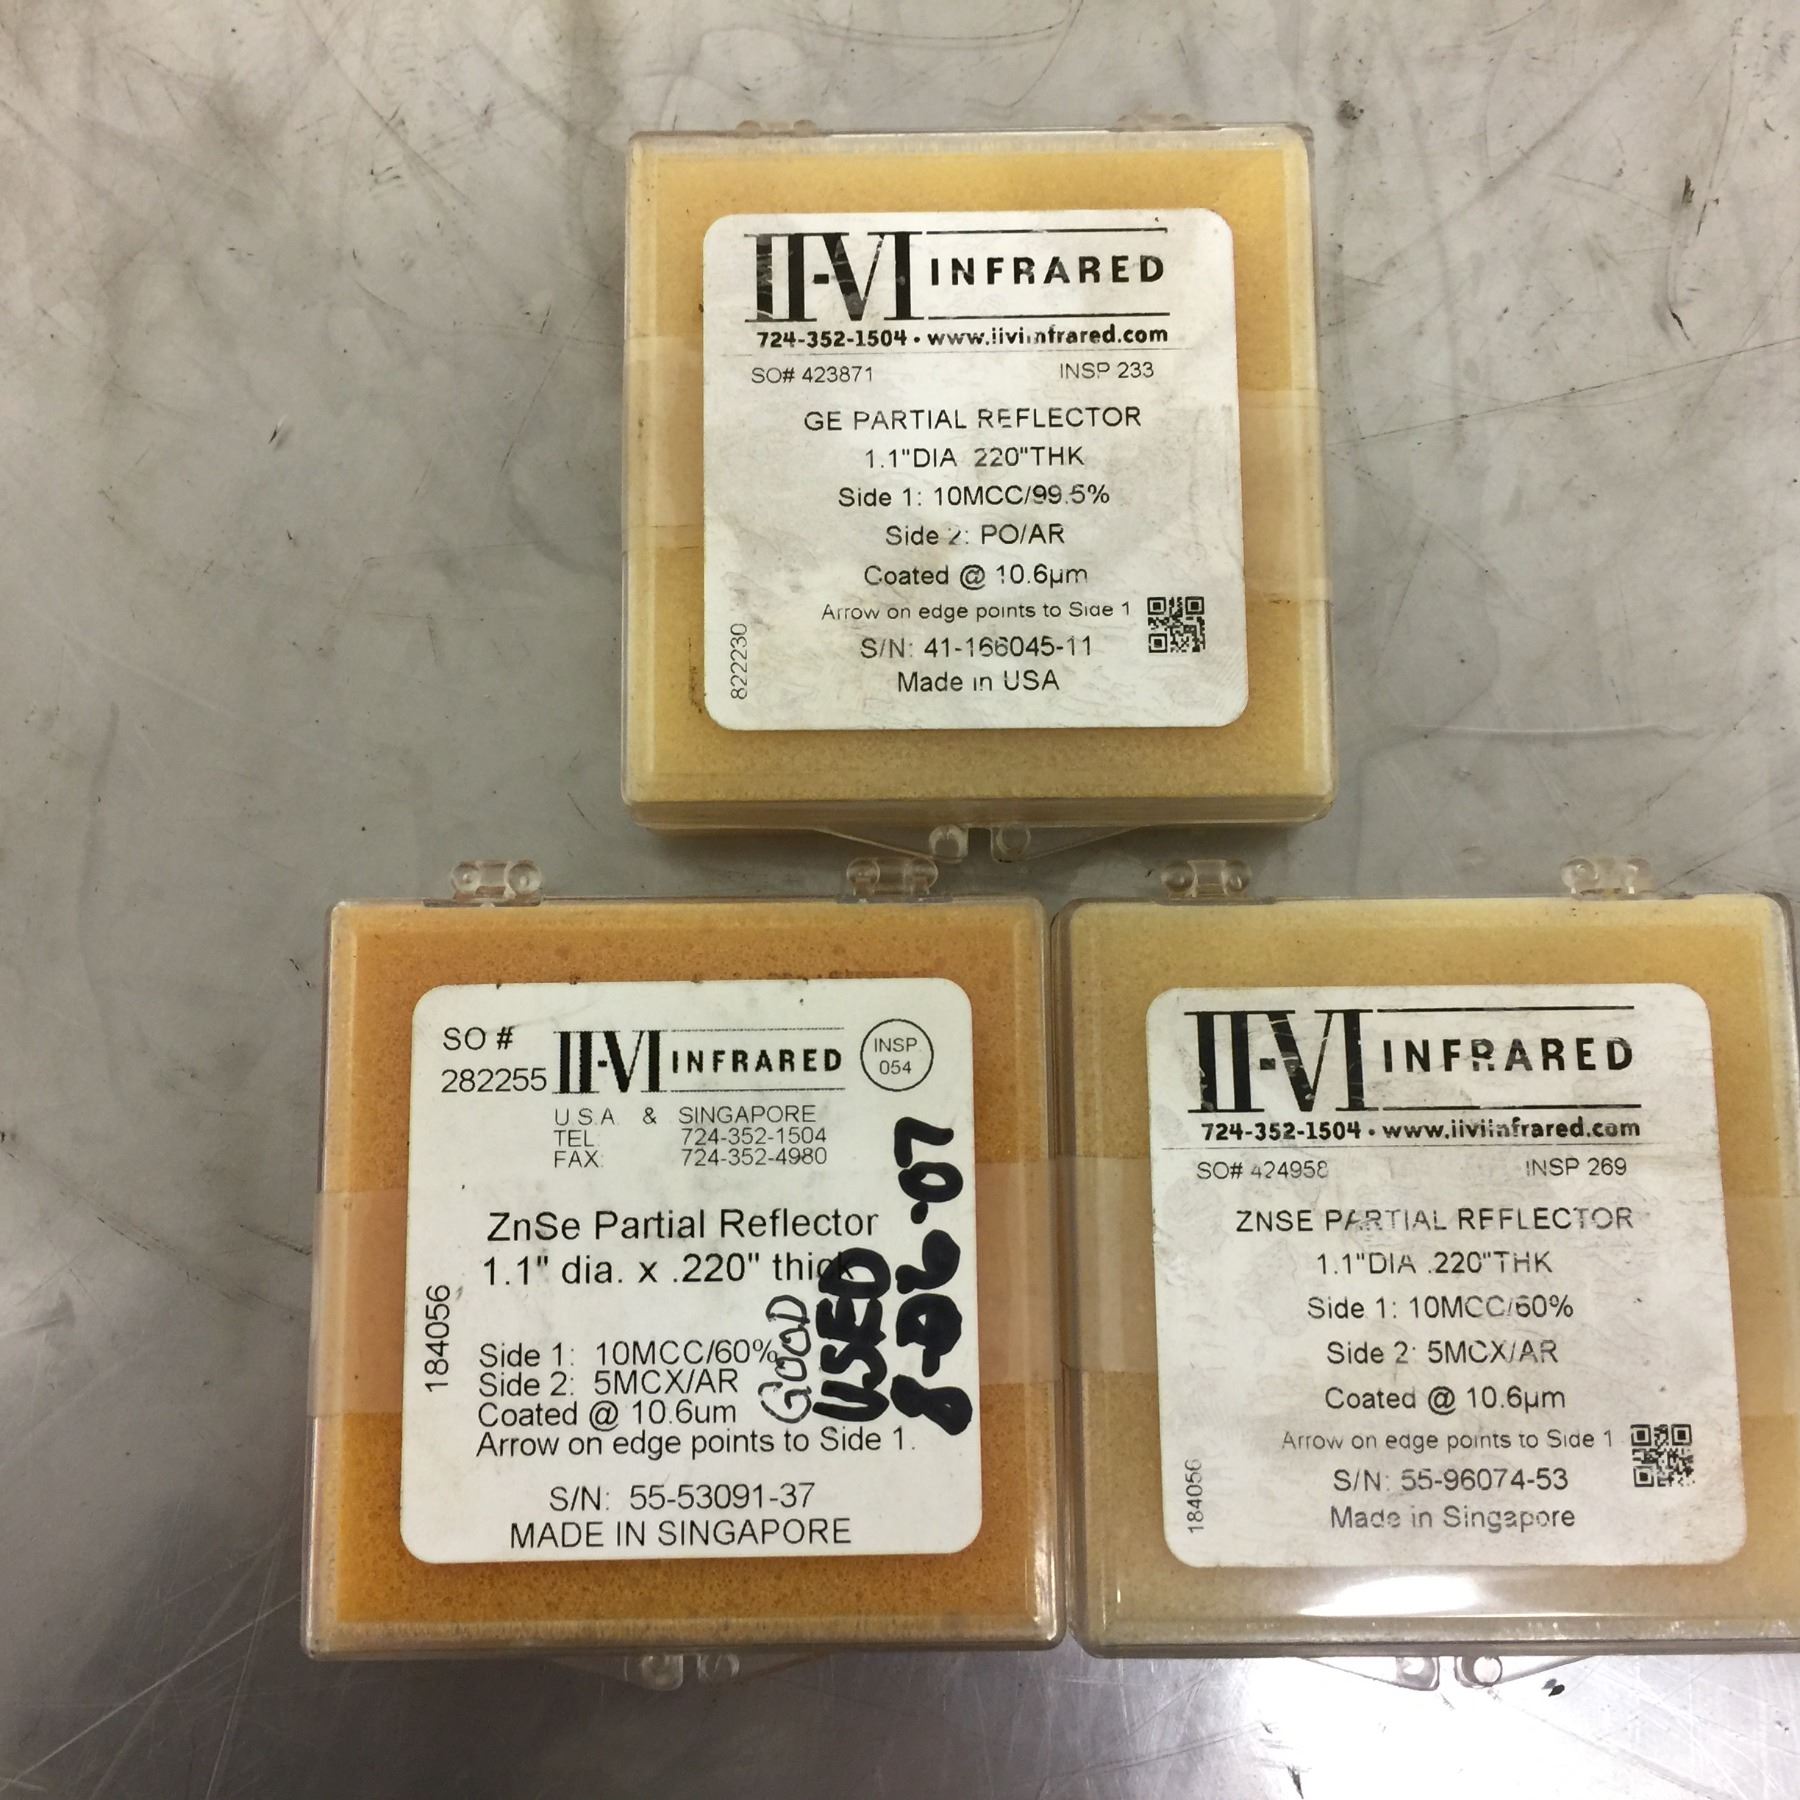 II-VI INFRARED
724-352-1504 • www.iiviinfrared.com
SO# 423871 INSP 233
GE PARTIAL REFLECTOR
1.1"DIA .220"THK
Side 1: 10MCC/99.5%
Side 2: PO/AR
Coated @ 10.6µm
Arrow on edge points to Side 1
S/N: 41-166045-11
Made in USA
822230
SO #
282255
II-VI INFRARED
INSP.
054
U.S.A. & SINGAPORE
TEL: 724-352-1504
FAX: 724-352-4980
ZnSe Partial Reflector
1.1" dia. x .220" thick
Side 1: 10MCC/60%
Side 2: 5MCX/AR
Coated @ 10.6um
Arrow on edge points to Side 1.
S/N: 55-53091-37
MADE IN SINGAPORE
184056
GOOD
USED
II-VI INFRARED
724-352-1504 • www.iiviinfrared.com
SO# 424958 INSP 269
ZNSE PARTIAL REFLECTOR
1.1"DIA .220"THK
Side 1: 10MCC/60%
Side 2: 5MCX/AR
Coated @ 10.6µm
Arrow on edge points to Side 1
S/N: 55-96074-53
Made in Singapore
184056